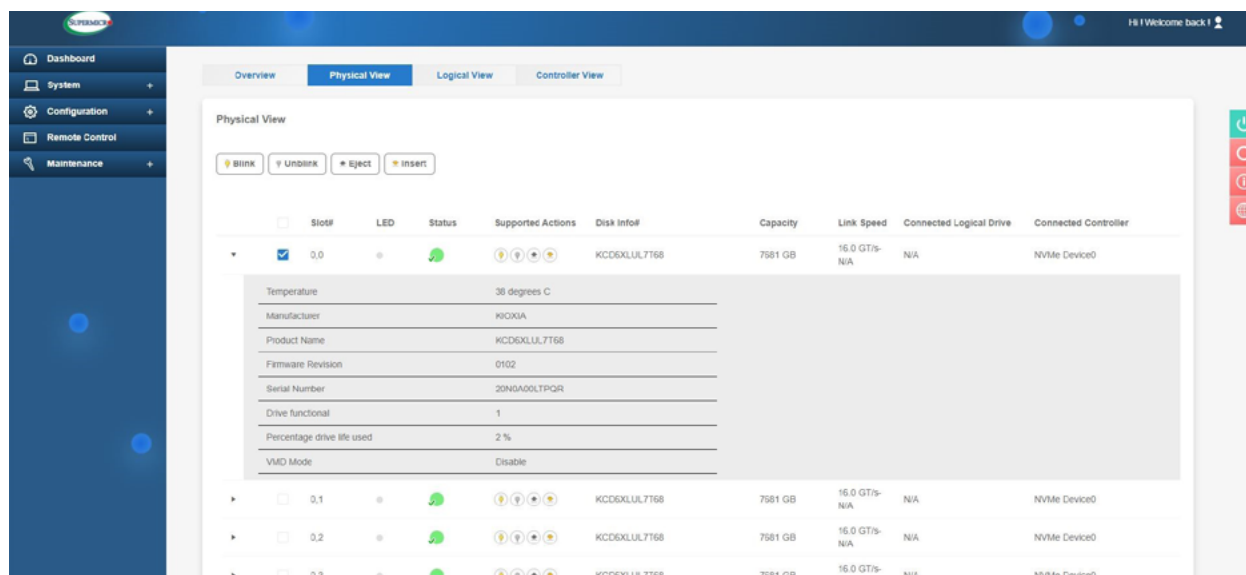 SUPERMICR
Hi ! Welcome back !
Dashboard
System +
Configuration +
Remote Control
Maintenance +
Overview Physical View Logical View Controller View
Physical View
Blink Unblink Eject Insert
Slot# LED Status Supported Actions Disk Info# Capacity Link Speed Connected Logical Drive Connected Controller
0,0 KCD6XLUL7T68 7681 GB 16.0 GT/s- N/A NVMe Device0
N/A
Temperature 38 degrees C
Manufacturer KIOXIA
Product Name KCD6XLUL7T68
Firmware Revision 0102
Serial Number 20N0A00LTPQR
Drive functional 1
Percentage drive life used 2 %
VMD Mode Disable
0,1 KCD6XLUL7T68 7681 GB 16.0 GT/s- N/A NVMe Device0
N/A
0,2 KCD6XLUL7T68 7681 GB 16.0 GT/s- N/A NVMe Device0
N/A
16.0 GT/s-